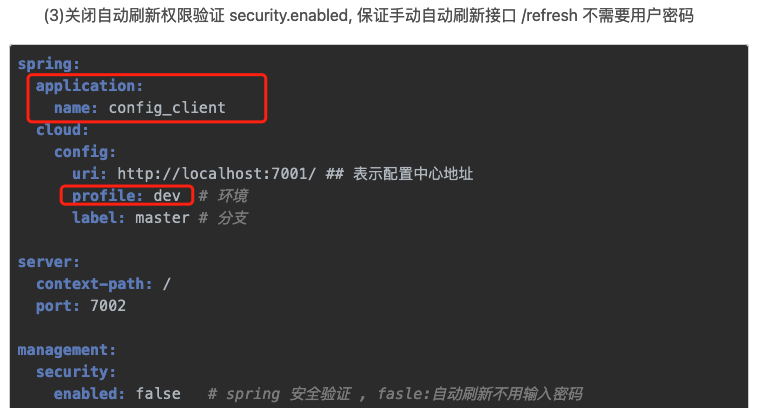 (3)关闭自动刷新权限验证 security.enabled, 保证手动自动刷新接口 /refresh 不需要用户密码
spring:
  application:
    name: config_client
  cloud:
    config:
      uri: http://localhost:7001/ ## 表示配置中心地址
      profile: dev # 环境
      label: master # 分支
server:
  context-path: /
  port: 7002
management:
  security:
    enabled: false   # spring 安全验证 , fasle:自动刷新不用输入密码